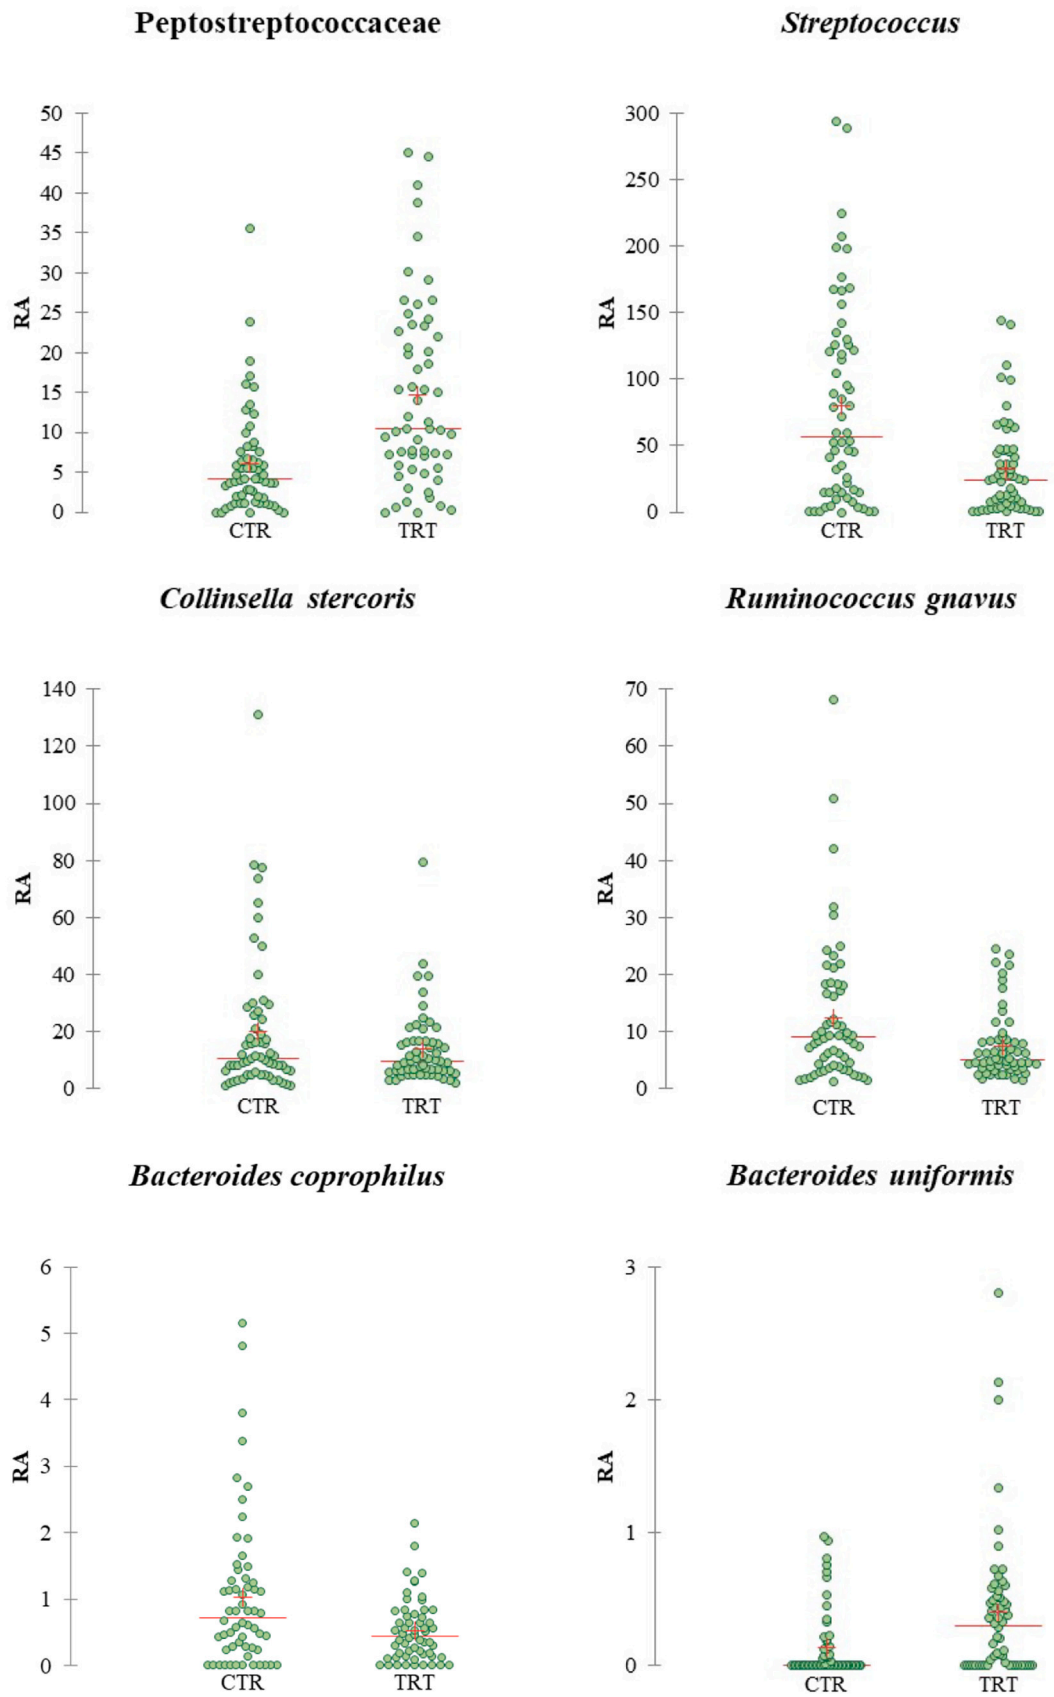 Peptostreptococcaceae
50
45
40
35
30
25
20
15
10
5
0
RA
CTR TRT
Streptococcus
300
250
200
150
100
50
0
RA
CTR TRT
Collinsella stercoris
140
120
100
80
60
40
20
0
RA
CTR TRT
Ruminococcus gnavus
70
60
50
40
30
20
10
0
RA
CTR TRT
Bacteroides coprophilus
6
5
4
3
2
1
0
RA
CTR TRT
Bacteroides uniformis
3
2
1
0
RA
CTR TRT